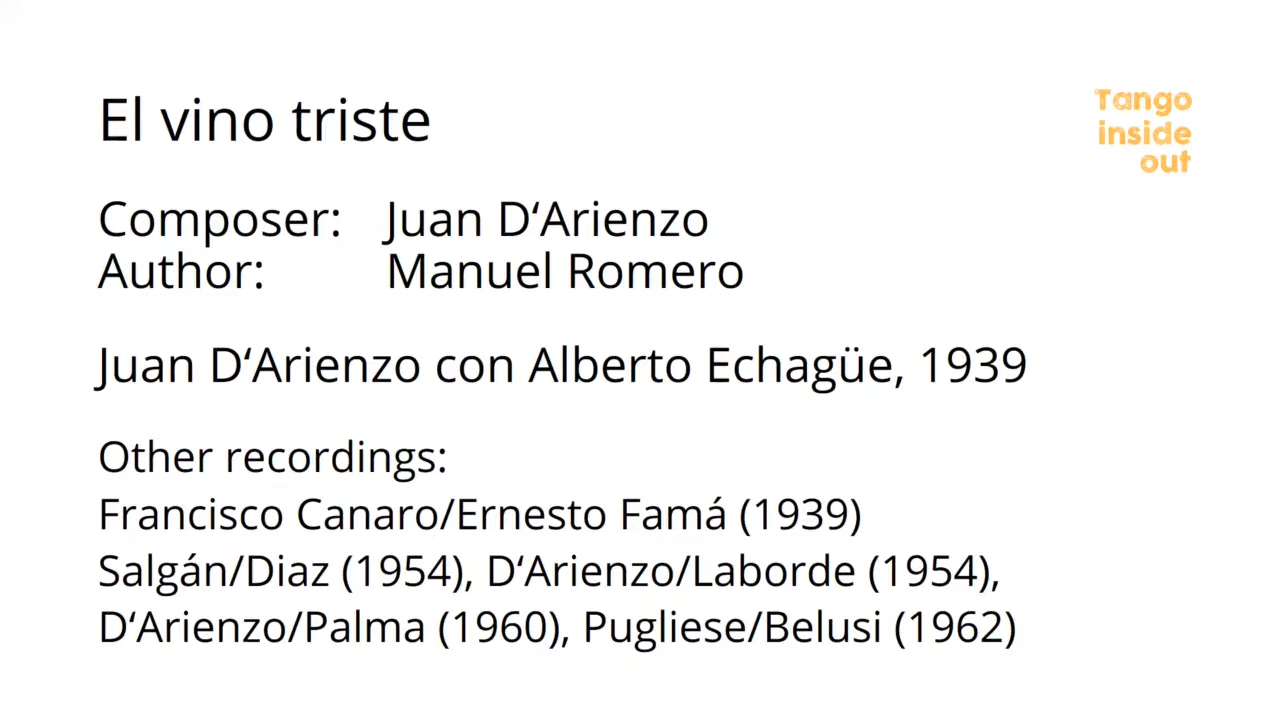 El vino triste
Tango
inside
out
Composer: Juan D‘Arienzo
Author: Manuel Romero
Juan D‘Arienzo con Alberto Echagüe, 1939
Other recordings:
Francisco Canaro/Ernesto Famá (1939)
Salgán/Diaz (1954), D‘Arienzo/Laborde (1954),
D‘Arienzo/Palma (1960), Pugliese/Belusi (1962)